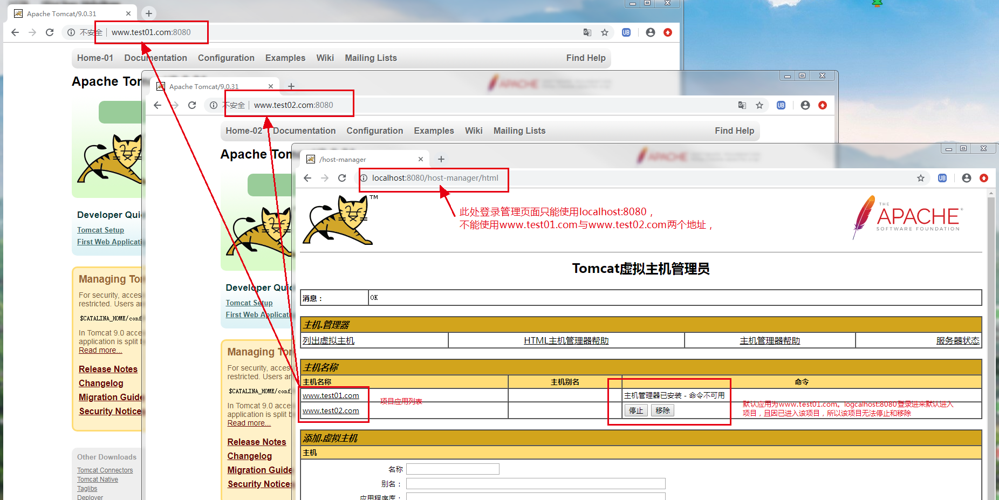 Apache Tomcat/9.0.31
不安全 www.test01.com:8080
UB
Home-01 Documentation Configuration Examples Wiki Mailing Lists Find Help
Apache Tom
Developer Quic
Tomcat Setup
First Web Applicati
Managing Tom
For security, acces
restricted. Users a
$CATALINA_HOME/conf
In Tomcat 9.0 acce
application is split b
Read more...
Release Notes
Changelog
Migration Guide
Security Notice
Other Downloads
Tomcat Connectors
Tomcat Native
Taglibs
Deployer
Apache Tomcat/9.0.31
APACHE
不安全 www.test02.com:8080
UB
Home-02 Documentation Configuration Examples Wiki Mailing Lists Find Help
Apache Tom
Developer Quic
Tomcat Setup
First Web Applicati
Managing Tom
For security, acce
restricted. Users a
$CATALINA_HOME/conf
In Tomcat 9.0 acce
application is split
Read more...
Release Notes
Changelog
Migration Guide
Security Notices
/host-manager
APACHE
localhost:8080/host-manager/html
UB
TM
此处登录管理页面只能使用localhost:8080，
不能使用www.test01.com与www.test02.com两个地址，
THE
APACHE®
SOFTWARE FOUNDATION
Tomcat虚拟主机管理员
消息： OK
主机.管理器
列出虚拟主机 HTML主机管理器帮助 主机管理器帮助 服务器状态
主机名称
主机名称 主机别名 命令
www.test01.com 主机管理器已安装 - 命令不可用
项目应用列表
www.test02.com 停止 移除
默认应用为www.test01.com。logcalhost:8080登录进来默认进入
项目，且因已进入该项目，所以该项目无法停止和移除
添加.虚拟主机
主机
名称
别名：
应用程序库：